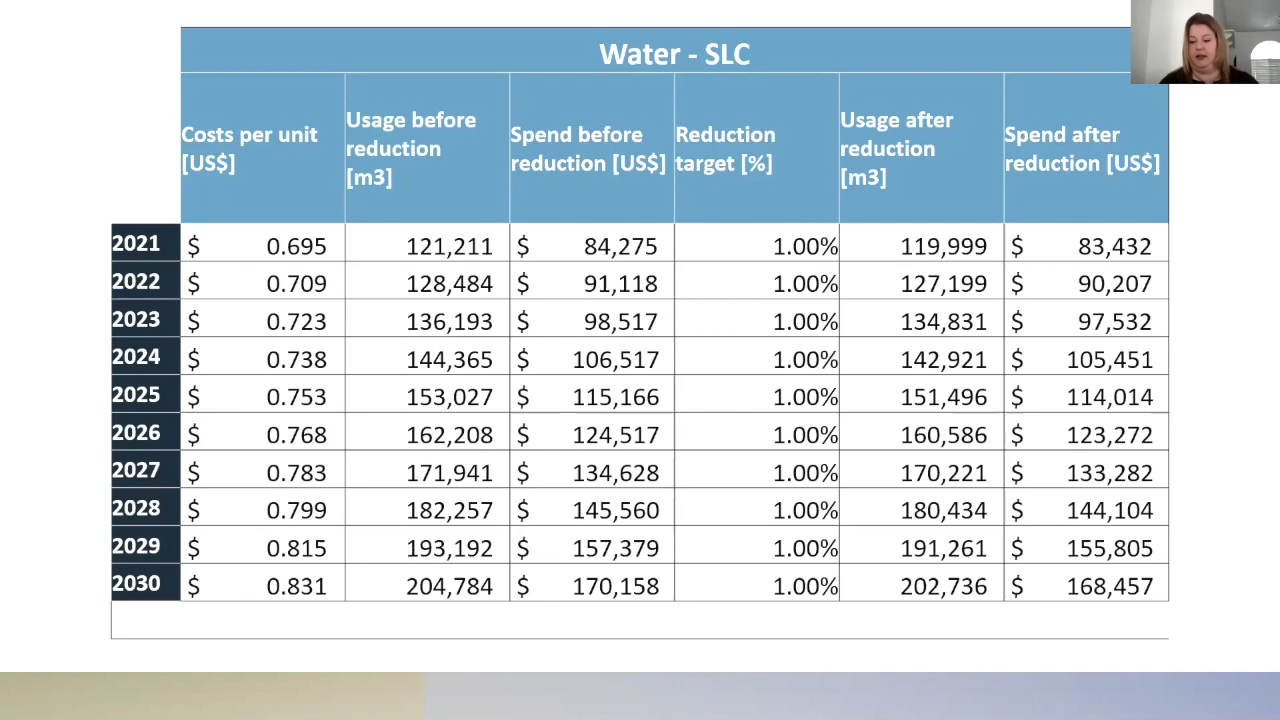 Water - SLC
Costs per unit [US$] Usage before reduction [m3] Spend before reduction [US$] Reduction target [%] Usage after reduction [m3] Spend after reduction [US$]
2021 $ 0.695 121,211 $ 84,275 1.00% 119,999 $ 83,432
2022 $ 0.709 128,484 $ 91,118 1.00% 127,199 $ 90,207
2023 $ 0.723 136,193 $ 98,517 1.00% 134,831 $ 97,532
2024 $ 0.738 144,365 $ 106,517 1.00% 142,921 $ 105,451
2025 $ 0.753 153,027 $ 115,166 1.00% 151,496 $ 114,014
2026 $ 0.768 162,208 $ 124,517 1.00% 160,586 $ 123,272
2027 $ 0.783 171,941 $ 134,628 1.00% 170,221 $ 133,282
2028 $ 0.799 182,257 $ 145,560 1.00% 180,434 $ 144,104
2029 $ 0.815 193,192 $ 157,379 1.00% 191,261 $ 155,805
2030 $ 0.831 204,784 $ 170,158 1.00% 202,736 $ 168,457